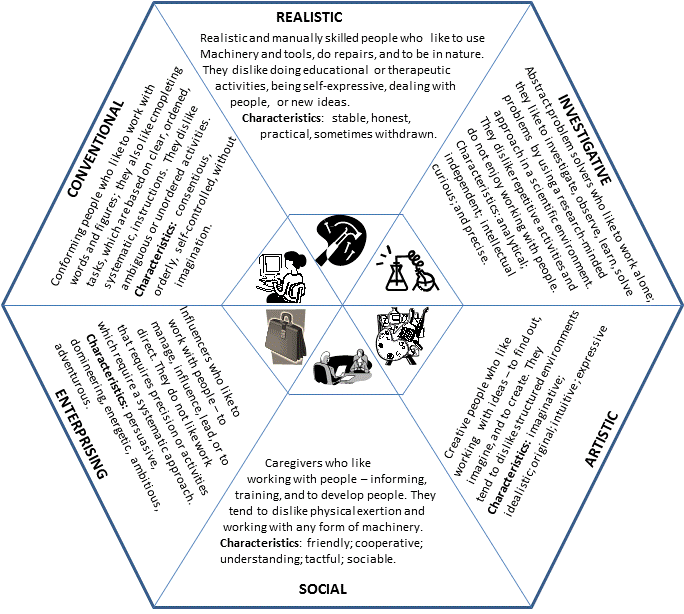 REALISTIC
Realistic and manually skilled people who like to use
Machinery and tools, do repairs, and to be in nature.
They dislike doing educational or therapeutic
activities, being self-expressive, dealing with
people, or new ideas.
Characteristics: stable, honest,
practical, sometimes withdrawn.
INVESTIGATIVE
Abstract problem solvers who like to work alone;
they like to investigate, observe, learn, solve
problems by using a research-minded
approach in a scientific environment.
They dislike repetitive activities and
do not enjoy working with people.
Characteristics: analytical;
independent; intellectual
curious; and precise.
ARTISTIC
Creative people who like
working with ideas – to find out,
imagine, and to create. They
tend to dislike structured environments
Characteristics: imaginative;
idealistic; original; intuitive; expressive
SOCIAL
Caregivers who like
working with people – informing,
training, and to develop people. They
tend to dislike physical exertion and
working with any form of machinery.
Characteristics: friendly; cooperative;
understanding; tactful; sociable.
ENTERPRISING
Influencers who like to
work with people – to
manage, influence, lead, or to
direct. They do not like work
that requires precision or activities
which require a systematic approach.
Characteristics: persuasive,
domineering, energetic, ambitious,
adventurous.
CONVENTIONAL
Conforming people who like to work with
words and figures; they also like cmopleting
tasks, which are based on clear, ordered,
systematic, instructions. They dislike
ambiguous or unordered activities.
Characteristics: consentious,
orderly, self-controlled, without
imagination.